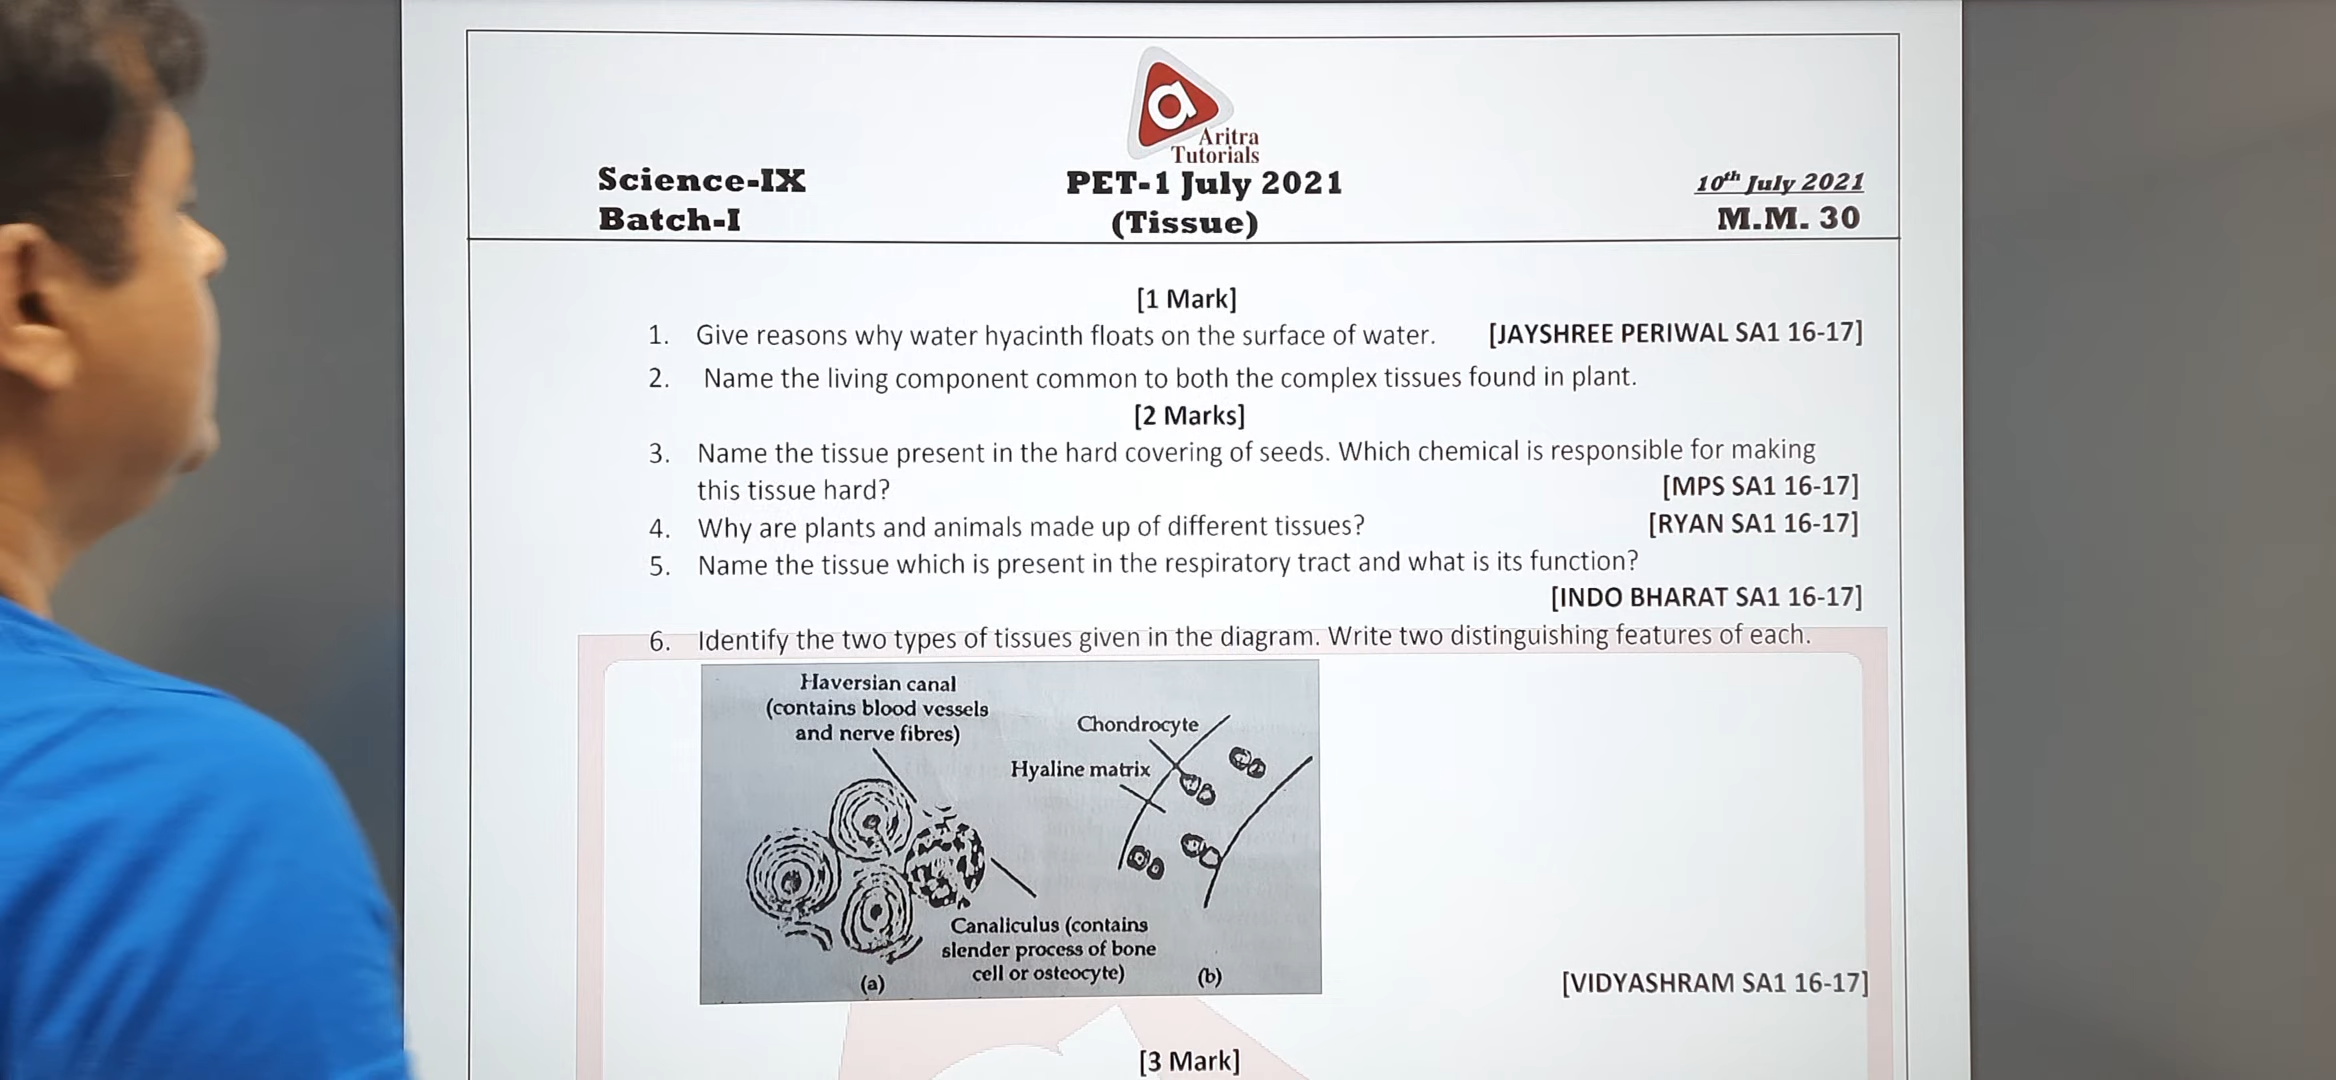 a
Aritra
Tutorials
Science-IX
PET-1 July 2021
10th July 2021
Batch-I
(Tissue)
M.M. 30
[1 Mark]
1. Give reasons why water hyacinth floats on the surface of water. [JAYSHREE PERIWAL SA1 16-17]
2. Name the living component common to both the complex tissues found in plant.
[2 Marks]
3. Name the tissue present in the hard covering of seeds. Which chemical is responsible for making
this tissue hard? [MPS SA1 16-17]
4. Why are plants and animals made up of different tissues? [RYAN SA1 16-17]
5. Name the tissue which is present in the respiratory tract and what is its function?
[INDO BHARAT SA1 16-17]
6. Identify the two types of tissues given in the diagram. Write two distinguishing features of each.
Haversian canal
(contains blood vessels
and nerve fibres)
Chondrocyte
Hyaline matrix
Canaliculus (contains
slender process of bone
cell or osteocyte)
(a)
(b)
[VIDYASHRAM SA1 16-17]
[3 Mark]